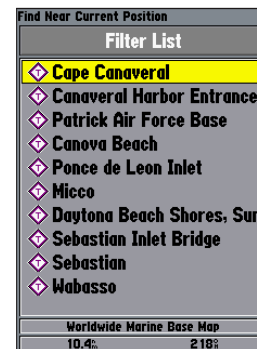 Find Near Current Position
Filter List
Cape Canaveral
Canaveral Harbor Entrance
Patrick Air Force Base
Canova Beach
Ponce de Leon Inlet
Micco
Daytona Beach Shores, Sun
Sebastian Inlet Bridge
Sebastian
Wabasso
Worldwide Marine Base Map
10.4 218°